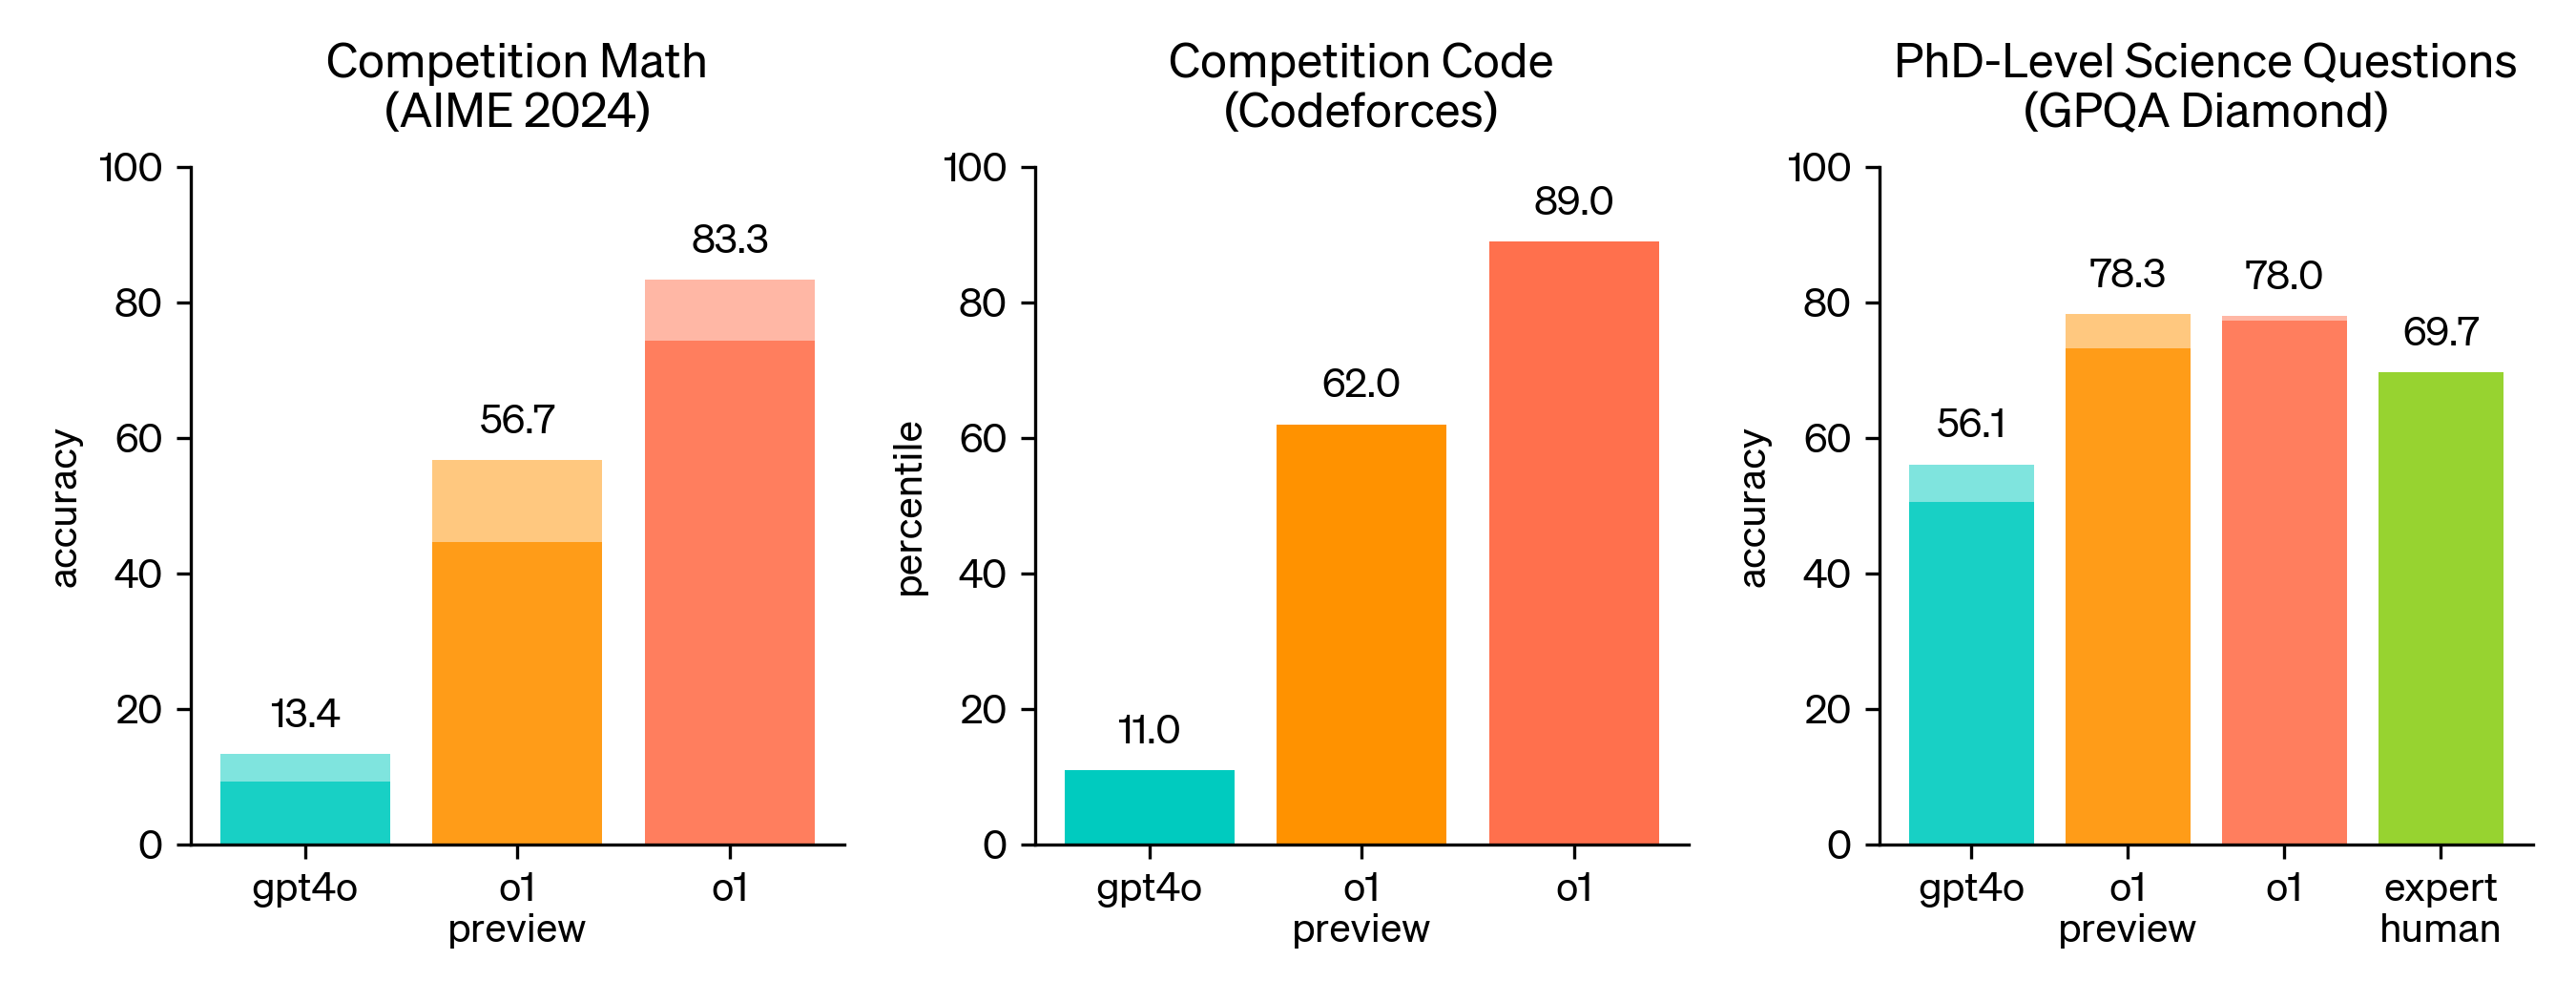 Competition Math
(AIME 2024)
100
80
60
40
20
0
accuracy
13.4
56.7
83.3
gpt4o
o1
preview
o1
Competition Code
(Codeforces)
100
80
60
40
20
0
percentile
11.0
62.0
89.0
gpt4o
o1
preview
o1
PhD-Level Science Questions
(GPQA Diamond)
100
80
60
40
20
0
accuracy
56.1
78.3
78.0
69.7
gpt4o
o1
preview
o1
expert
human